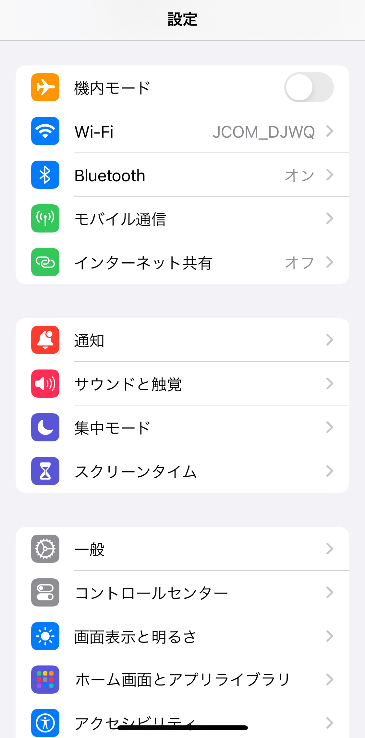 設定
機内モード
Wi-Fi JCOM_DJWQ
Bluetooth オン
モバイル通信
インターネット共有 オフ
通知
サウンドと触覚
集中モード
スクリーンタイム
一般
コントロールセンター
画面表示と明るさ
ホーム画面とアプリライブラリ
アクセシビリティ